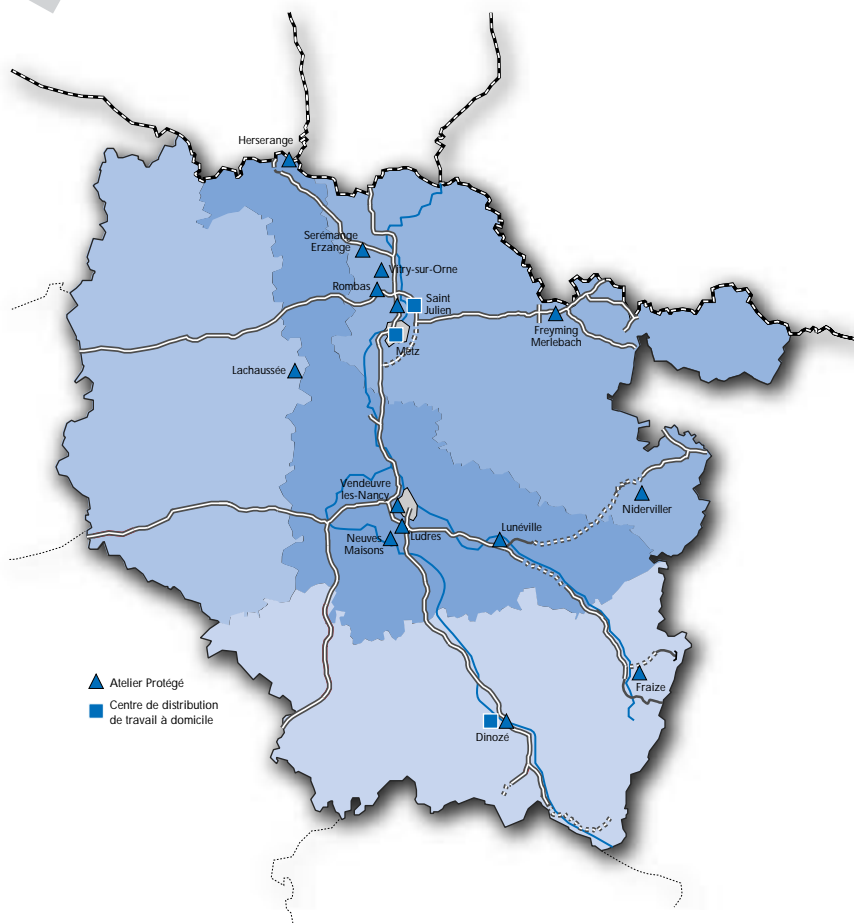 Herserange
Serémange
Erzange
Vitry-sur-Orne
Rombas
Saint
Julien
Freyming
Merlebach
Metz
Lachaussée
Vendeuvre
les-Nancy
Niderviller
Lunéville
Ludres
Neuves
Maisons
Fraize
Atelier Protégé
Centre de distribution
de travail à domicile
Dinozé